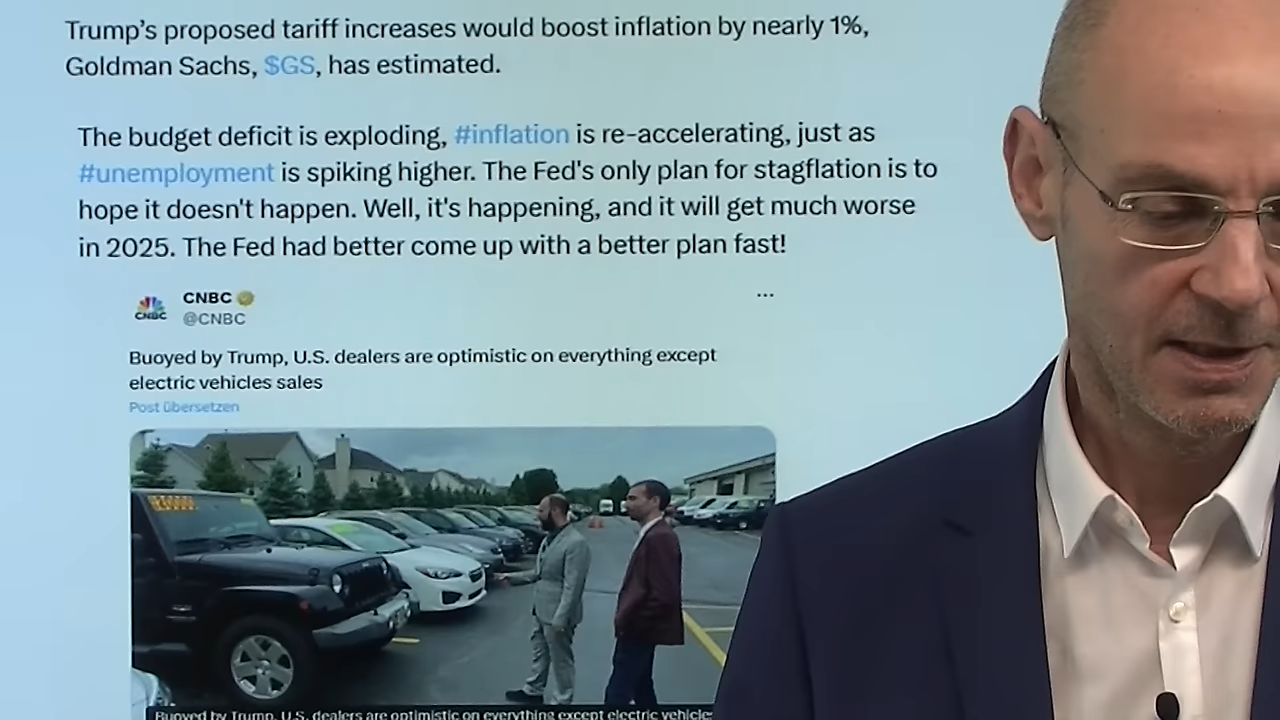 Trump's proposed tariff increases would boost inflation by nearly 1%,
Goldman Sachs, $GS, has estimated.
The budget deficit is exploding, #inflation is re-accelerating, just as
#unemployment is spiking higher. The Fed's only plan for stagflation is to
hope it doesn't happen. Well, it's happening, and it will get much worse
in 2025. The Fed had better come up with a better plan fast!
CNBC
CNBC
@CNBC
...
Buoyed by Trump, U.S. dealers are optimistic on everything except
electric vehicles sales
Post übersetzen
Buoyed by Trump, U.S. dealers are optimistic on everything except electric vehicle